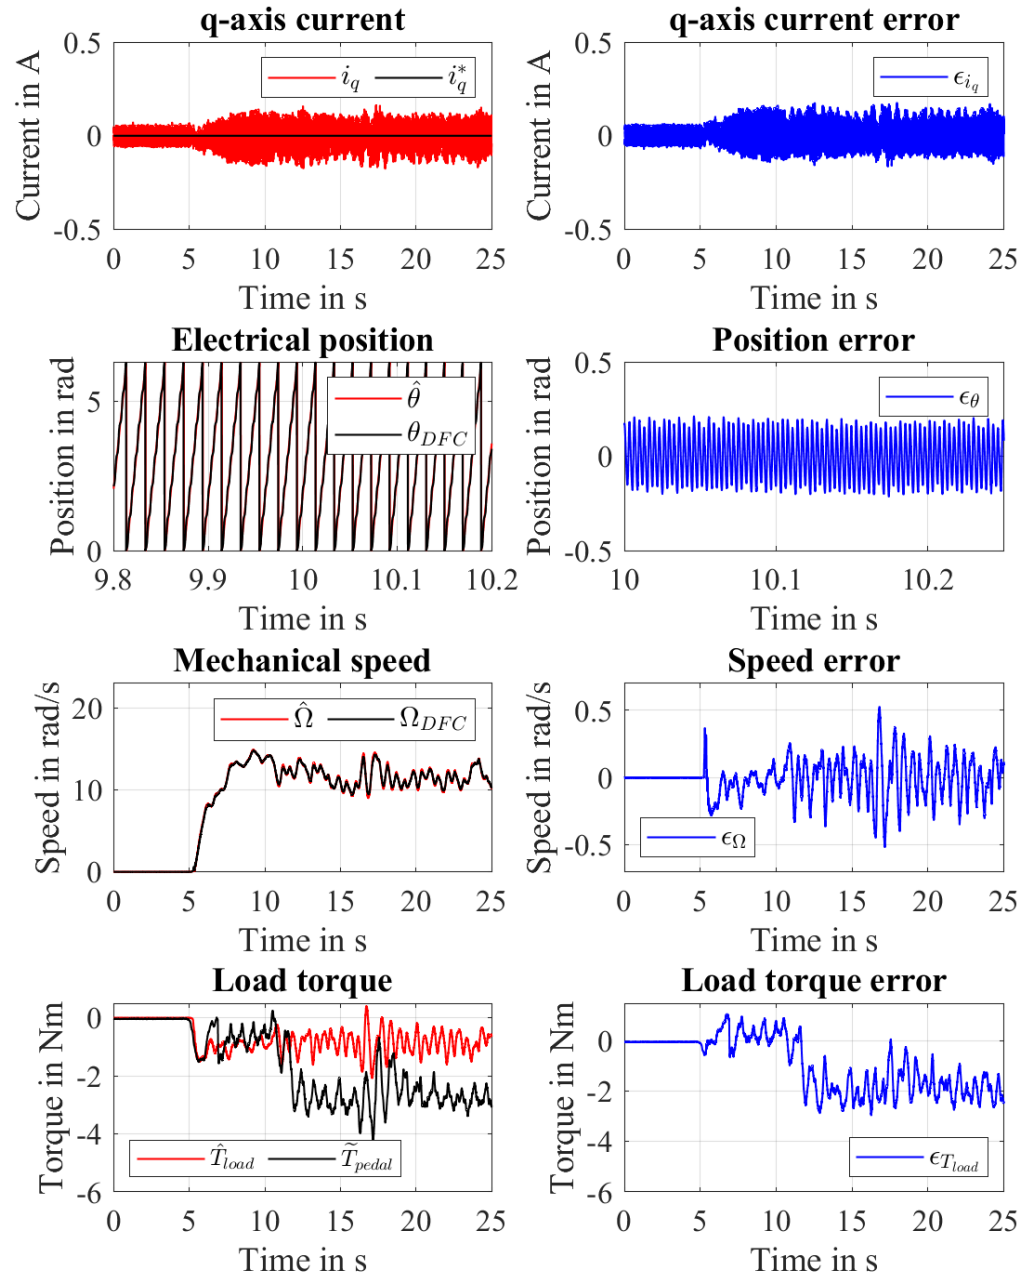 q-axis current
q-axis current error
Current in A
0.5
0
-0.5
i_q
i_q^*
0 5 10 15 20 25
Time in s
Current in A
0.5
0
-0.5
ϵ_{i_q}
0 5 10 15 20 25
Time in s
Electrical position
Position error
Position in rad
5
0
θ̂
θ_{DFC}
9.8 9.9 10 10.1 10.2
Time in s
Position in rad
0.5
0
-0.5
ϵ_θ
10 10.1 10.2
Time in s
Mechanical speed
Speed error
Speed in rad/s
20
10
0
Ω̂ Ω_{DFC}
0 5 10 15 20 25
Time in s
Speed in rad/s
0.5
0
-0.5
ϵ_Ω
0 5 10 15 20 25
Time in s
Load torque
Load torque error
Torque in Nm
0
-2
-4
-6
T̂_{load} T̃_{pedal}
0 5 10 15 20 25
Time in s
Torque in Nm
0
-2
-4
-6
ϵ_{T_{load}}
0 5 10 15 20 25
Time in s